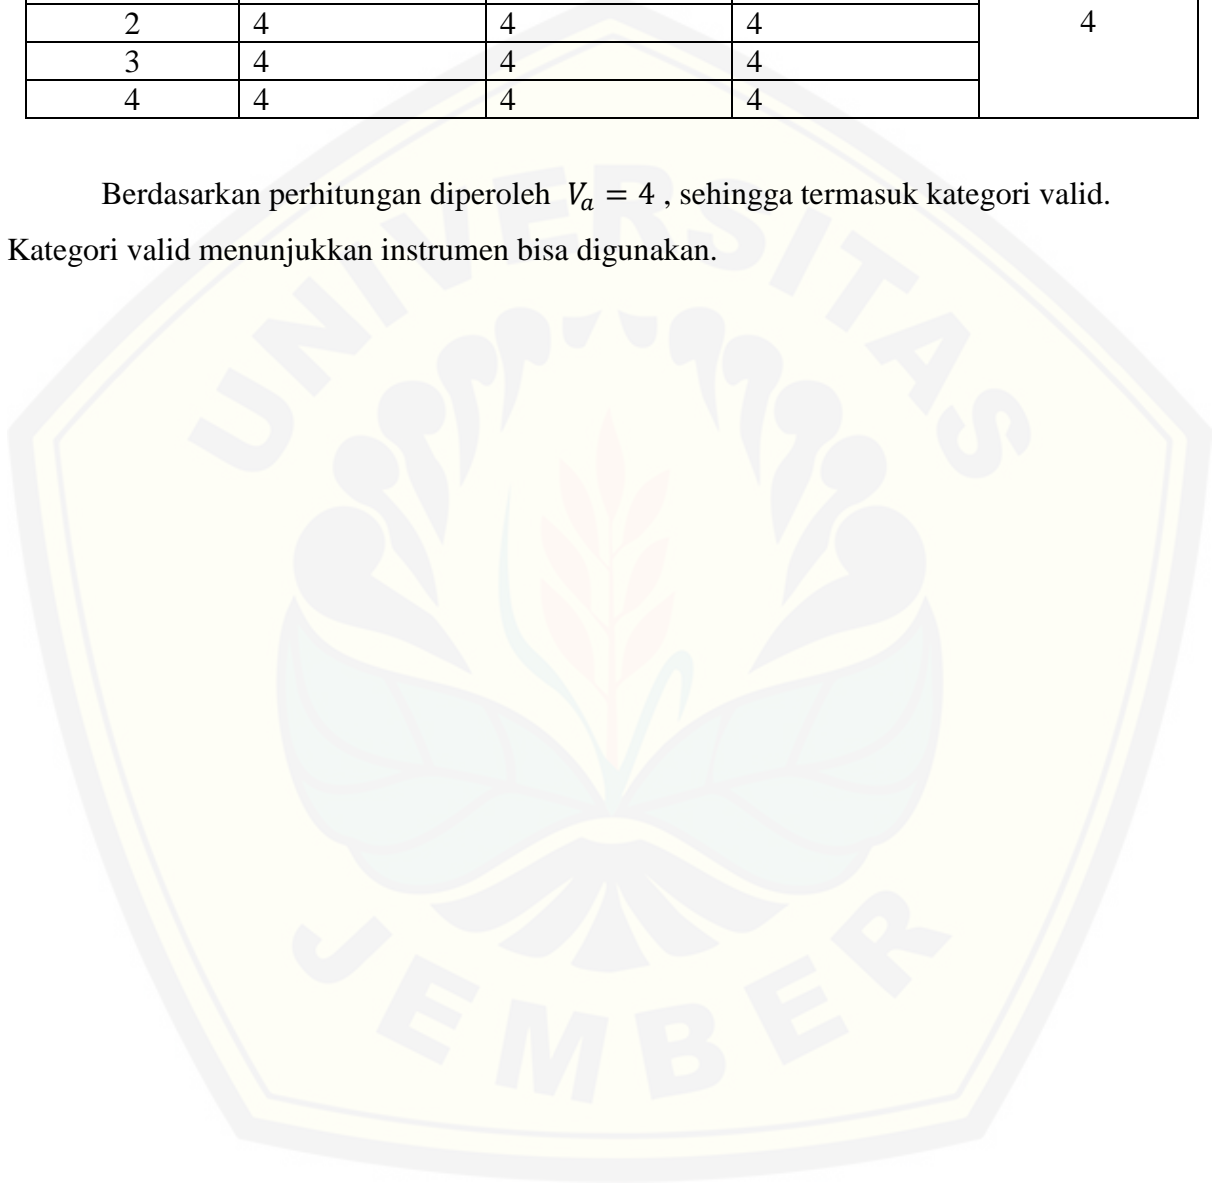 2 4 4 4 4
3 4 4 4
4 4 4 4
Berdasarkan perhitungan diperoleh Vₐ = 4 , sehingga termasuk kategori valid.
Kategori valid menunjukkan instrumen bisa digunakan.
UNIVERSITAS
JEMBER